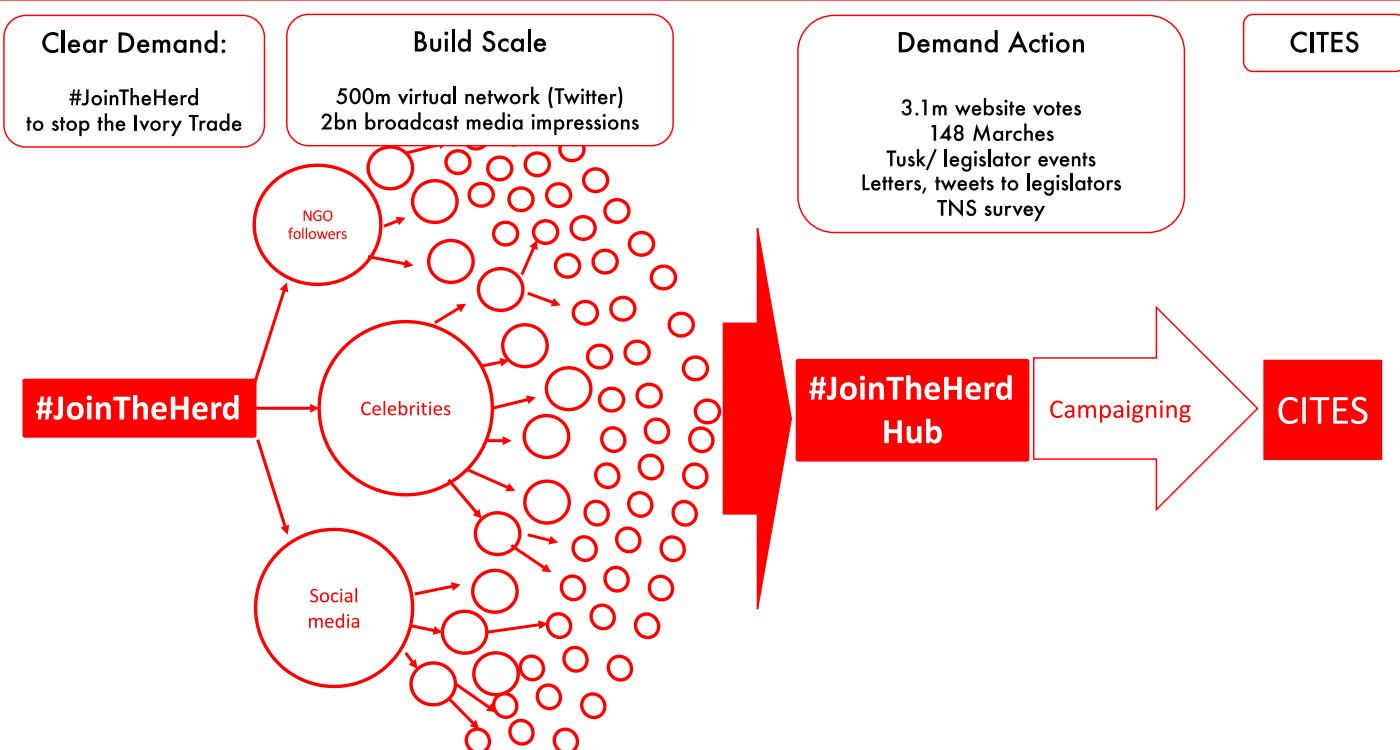 Clear Demand:
#JoinTheHerd
to stop the Ivory Trade
Build Scale
500m virtual network (Twitter)
2bn broadcast media impressions
Demand Action
3.1m website votes
148 Marches
Tusk/ legislator events
Letters, tweets to legislators
TNS survey
CITES
NGO
followers
#JoinTheHerd
Celebrities
Social
media
#JoinTheHerd
Hub
Campaigning
CITES